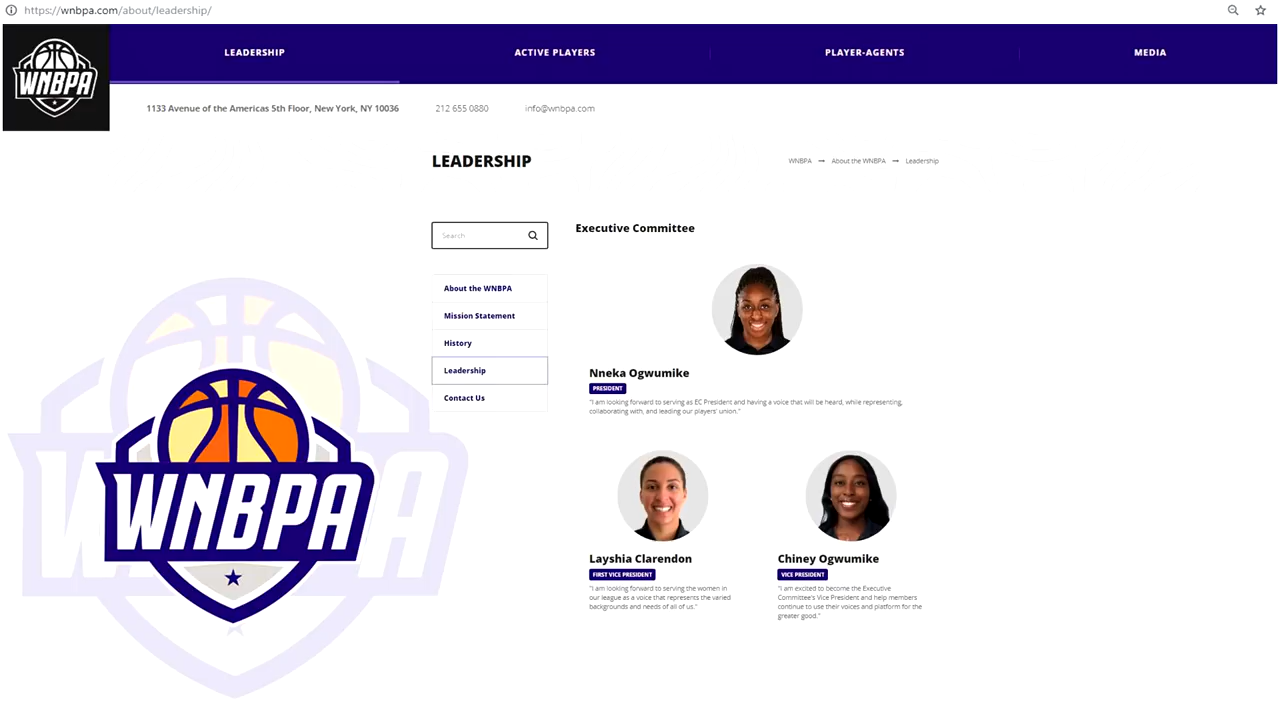 https://wnbpa.com/about/leadership/
WNBPA
LEADERSHIP
ACTIVE PLAYERS
PLAYER-AGENTS
MEDIA
1133 Avenue of the Americas 5th Floor, New York, NY 10036
212 655 0880
info@wnbpa.com
LEADERSHIP
WNBPA → About the WNBPA → Leadership
Search
About the WNBPA
Mission Statement
History
Leadership
Contact Us
Executive Committee
Nneka Ogwumike
PRESIDENT
"I am looking forward to serving as EC President and having a voice that will be heard, while representing,
collaborating with, and leading our players' union."
Layshia Clarendon
FIRST VICE PRESIDENT
"I am looking forward to serving the women in
our league as a voice that represents the varied
backgrounds and needs of all of us."
Chiney Ogwumike
VICE PRESIDENT
"I am excited to become the Executive
Committee's Vice President and help members
continue to use their voices and platform for the
greater good."
WNBPA
WNBPA